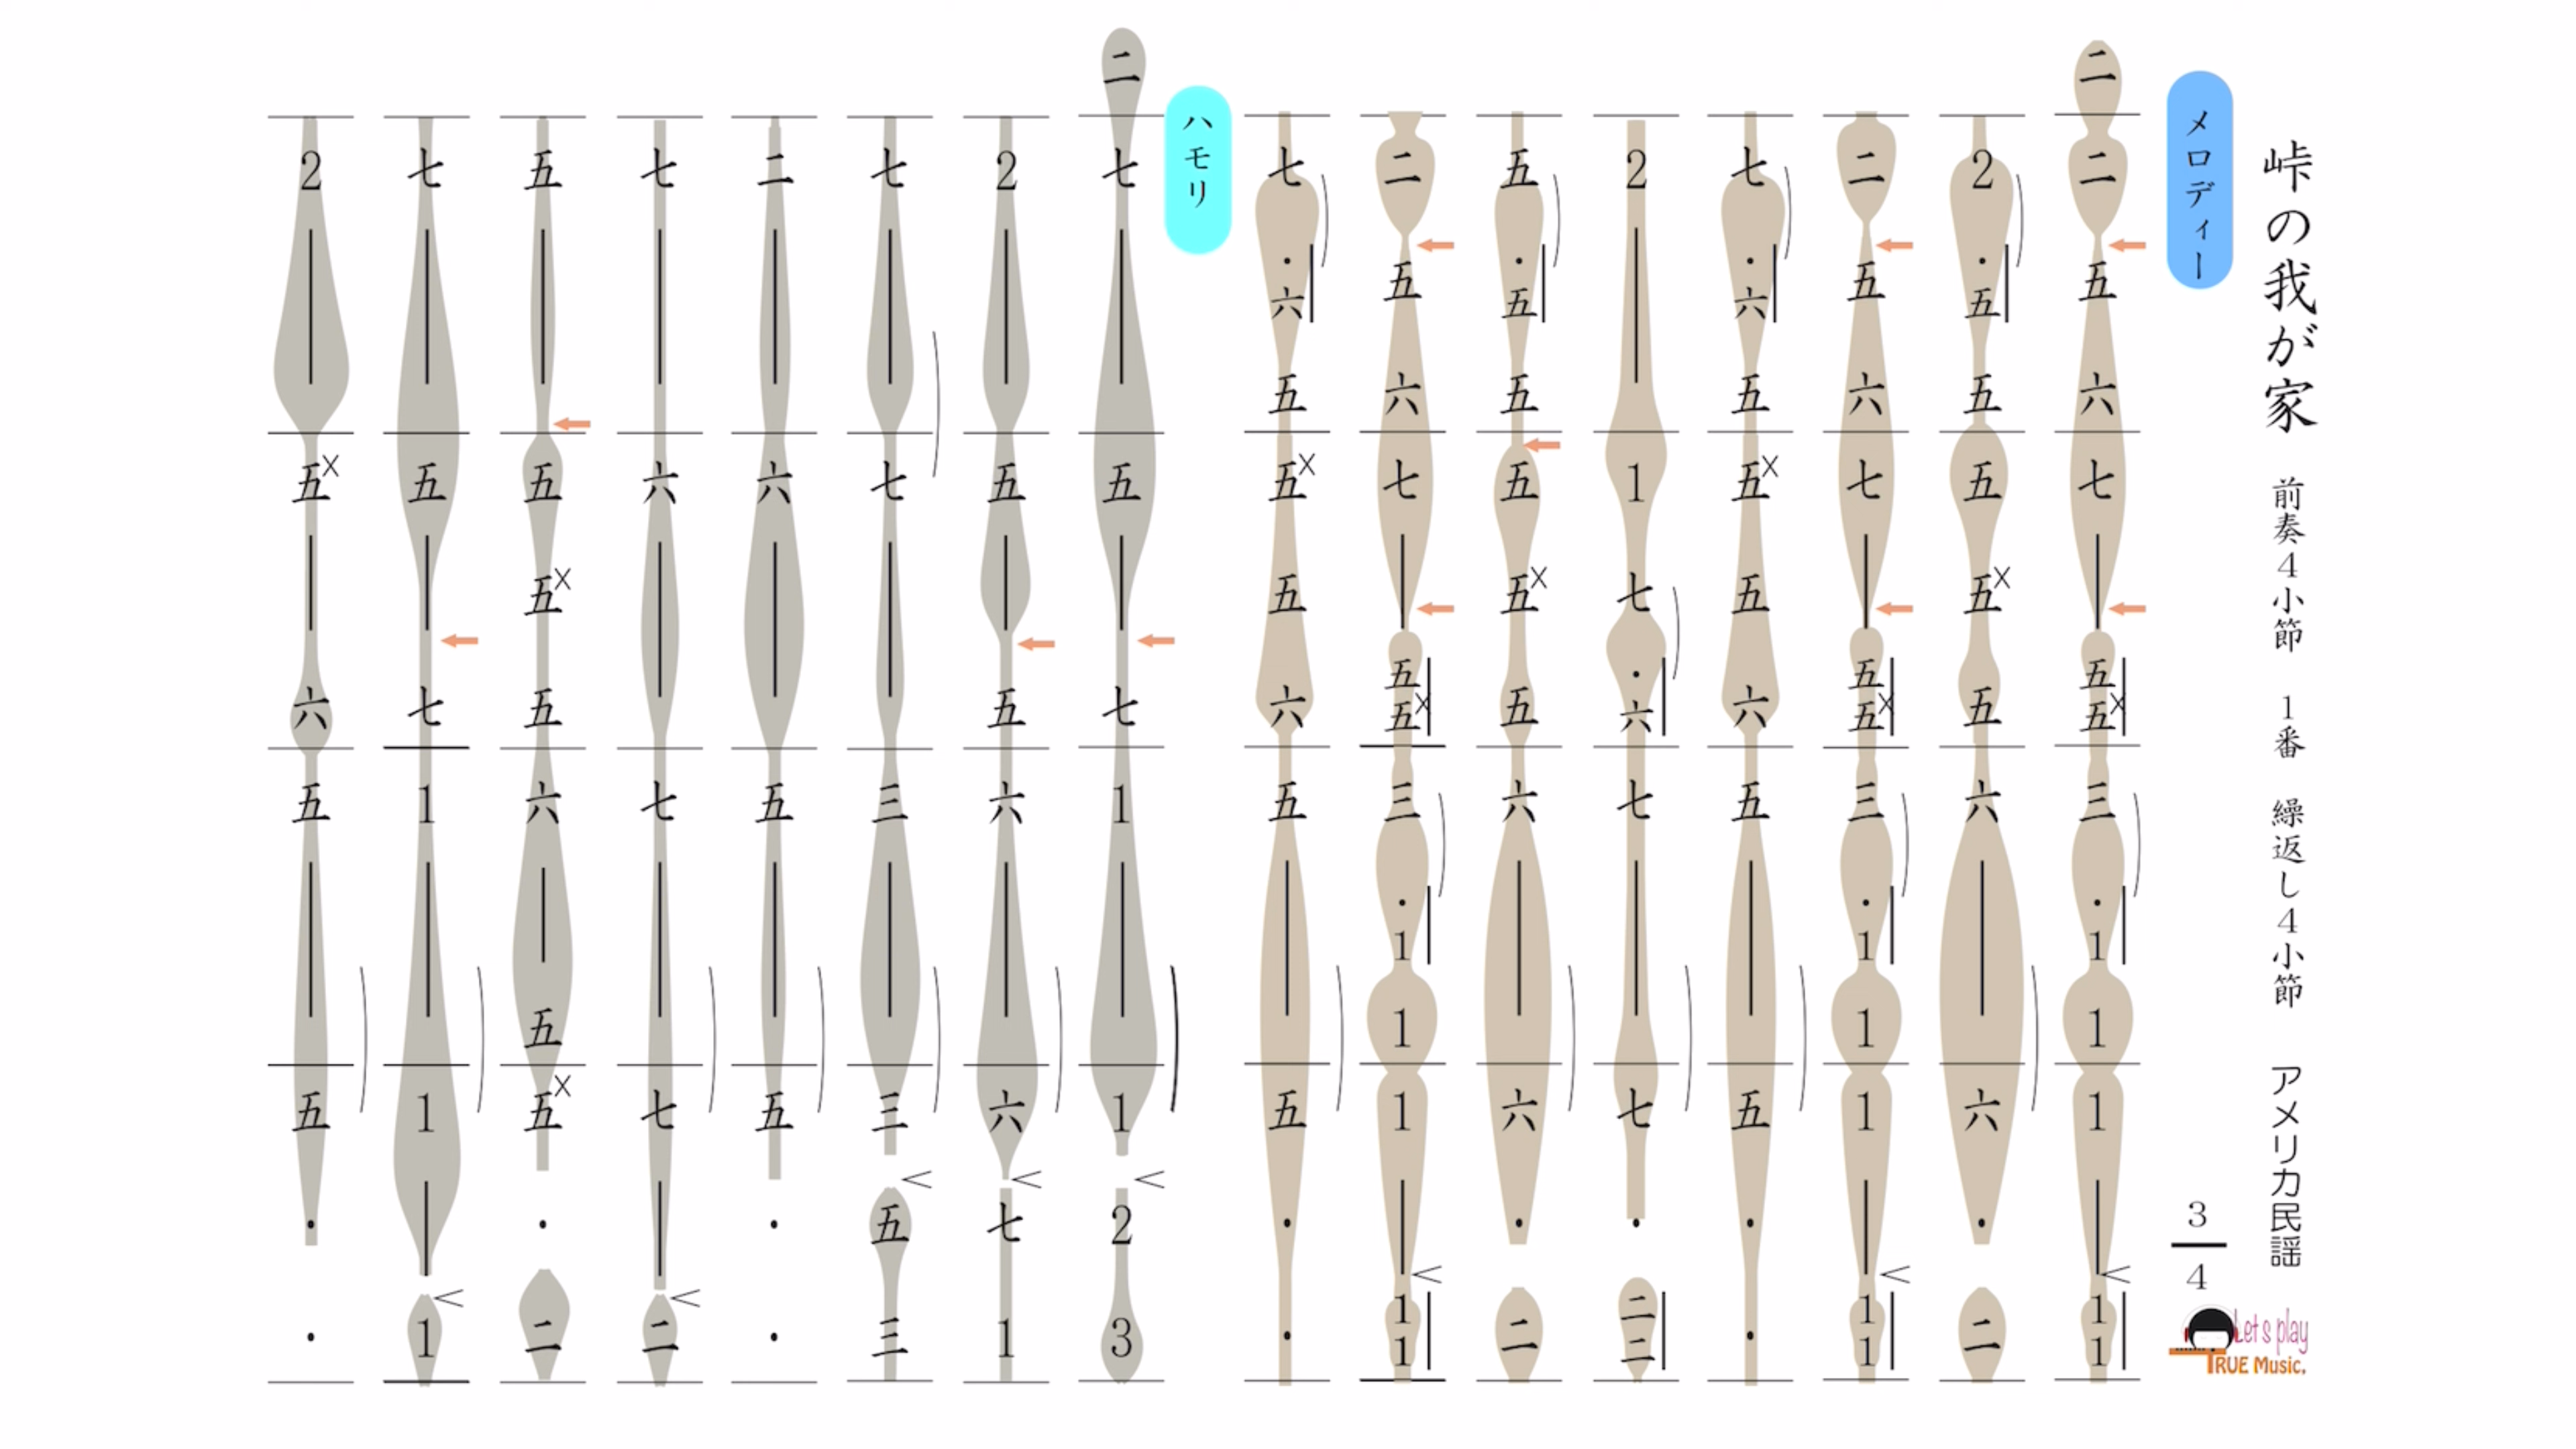 峠の我が家 前奏4小節 1番 繰返し4小節 アメリカ民謡
メロディー
3
4
Let's play
TRUE Music.
二
二 五 六
七 五 五 X
三 ・ 1 1
1 < 1 1
2 ・ 五 五
五 五 X 五
六
六 ・ 二
二 五 六
七 五 五 X
三 ・ 1 1
1 < 1 1
七 ・ 六 五
五 X 五 六
五
五 ・ ・
2
1 七 ・ 六
七
七 ・ 二 二
五 ・ 五 五
五 五 X 五
六
六 ・ 二
二 五 六
七 五 五 X
三 ・ 1 1
1 < 1 1
七 ・ 六 五
五 X 五 六
五
五 ・ ・
ハモリ
二
七
五 七
1
1 < 2 3
2
五 五
六
六 < 七 1
七
七
三
三 < 五 三
二
六
五
五 ・ ・
七
六
七
七 < 二
五
五 五 X 五
六 五
五 X ・ 二
七
五 七
1
1 < 1
2
五 X 六
五
五 ・ ・